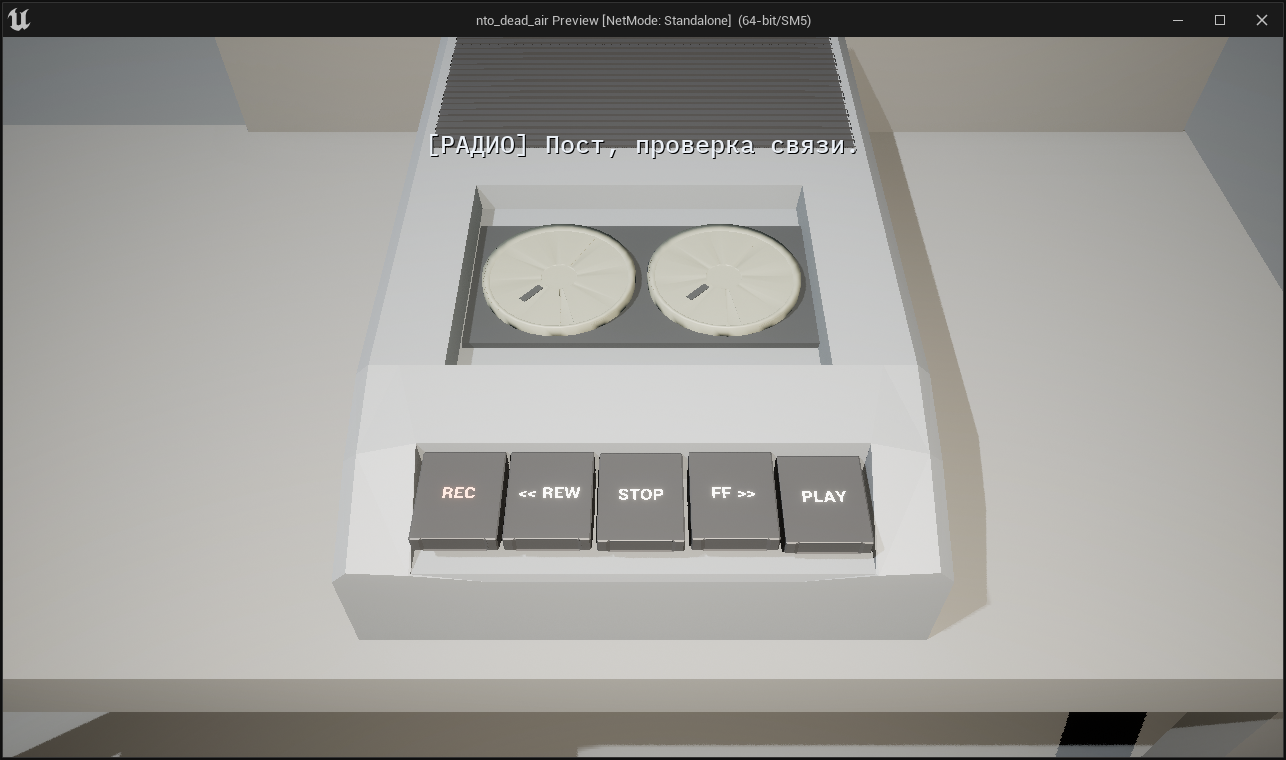 nto_dead_air Preview [NetMode: Standalone] (64-bit/SM5)
[РАДИО] Пост, проверка связи.
REC
<< REW
STOP
FF >>
PLAY